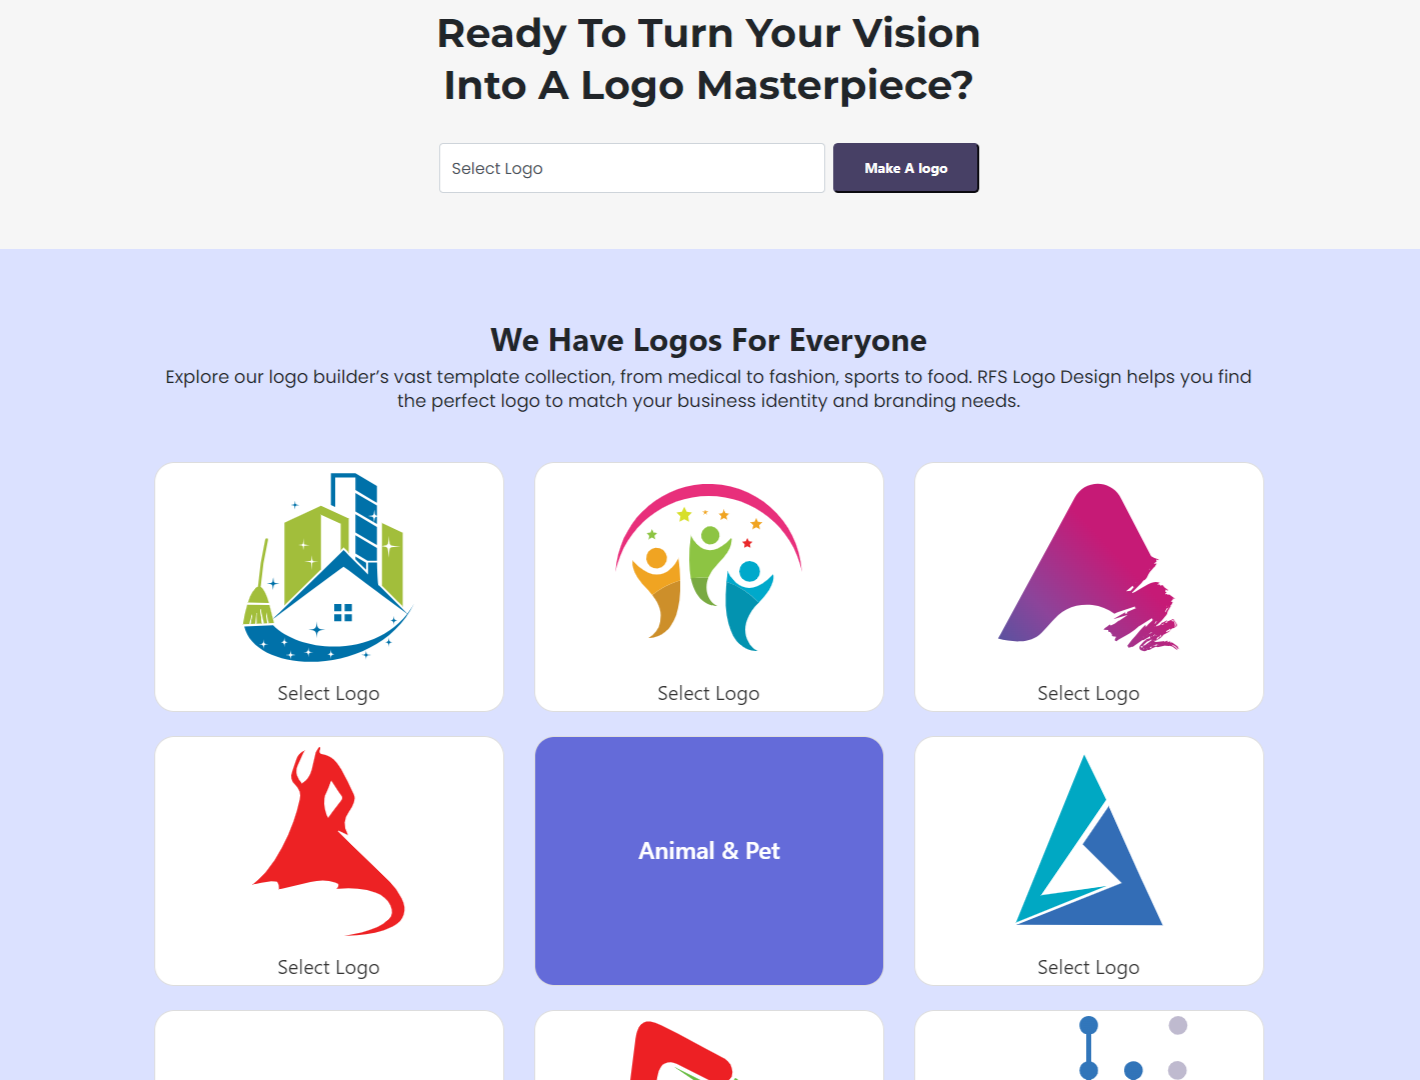 Ready To Turn Your Vision
Into A Logo Masterpiece?
Select Logo
Make A logo
We Have Logos For Everyone
Explore our logo builder’s vast template collection, from medical to fashion, sports to food. RFS Logo Design helps you find
the perfect logo to match your business identity and branding needs.
Select Logo
Select Logo
Select Logo
Select Logo
Animal & Pet
Select Logo